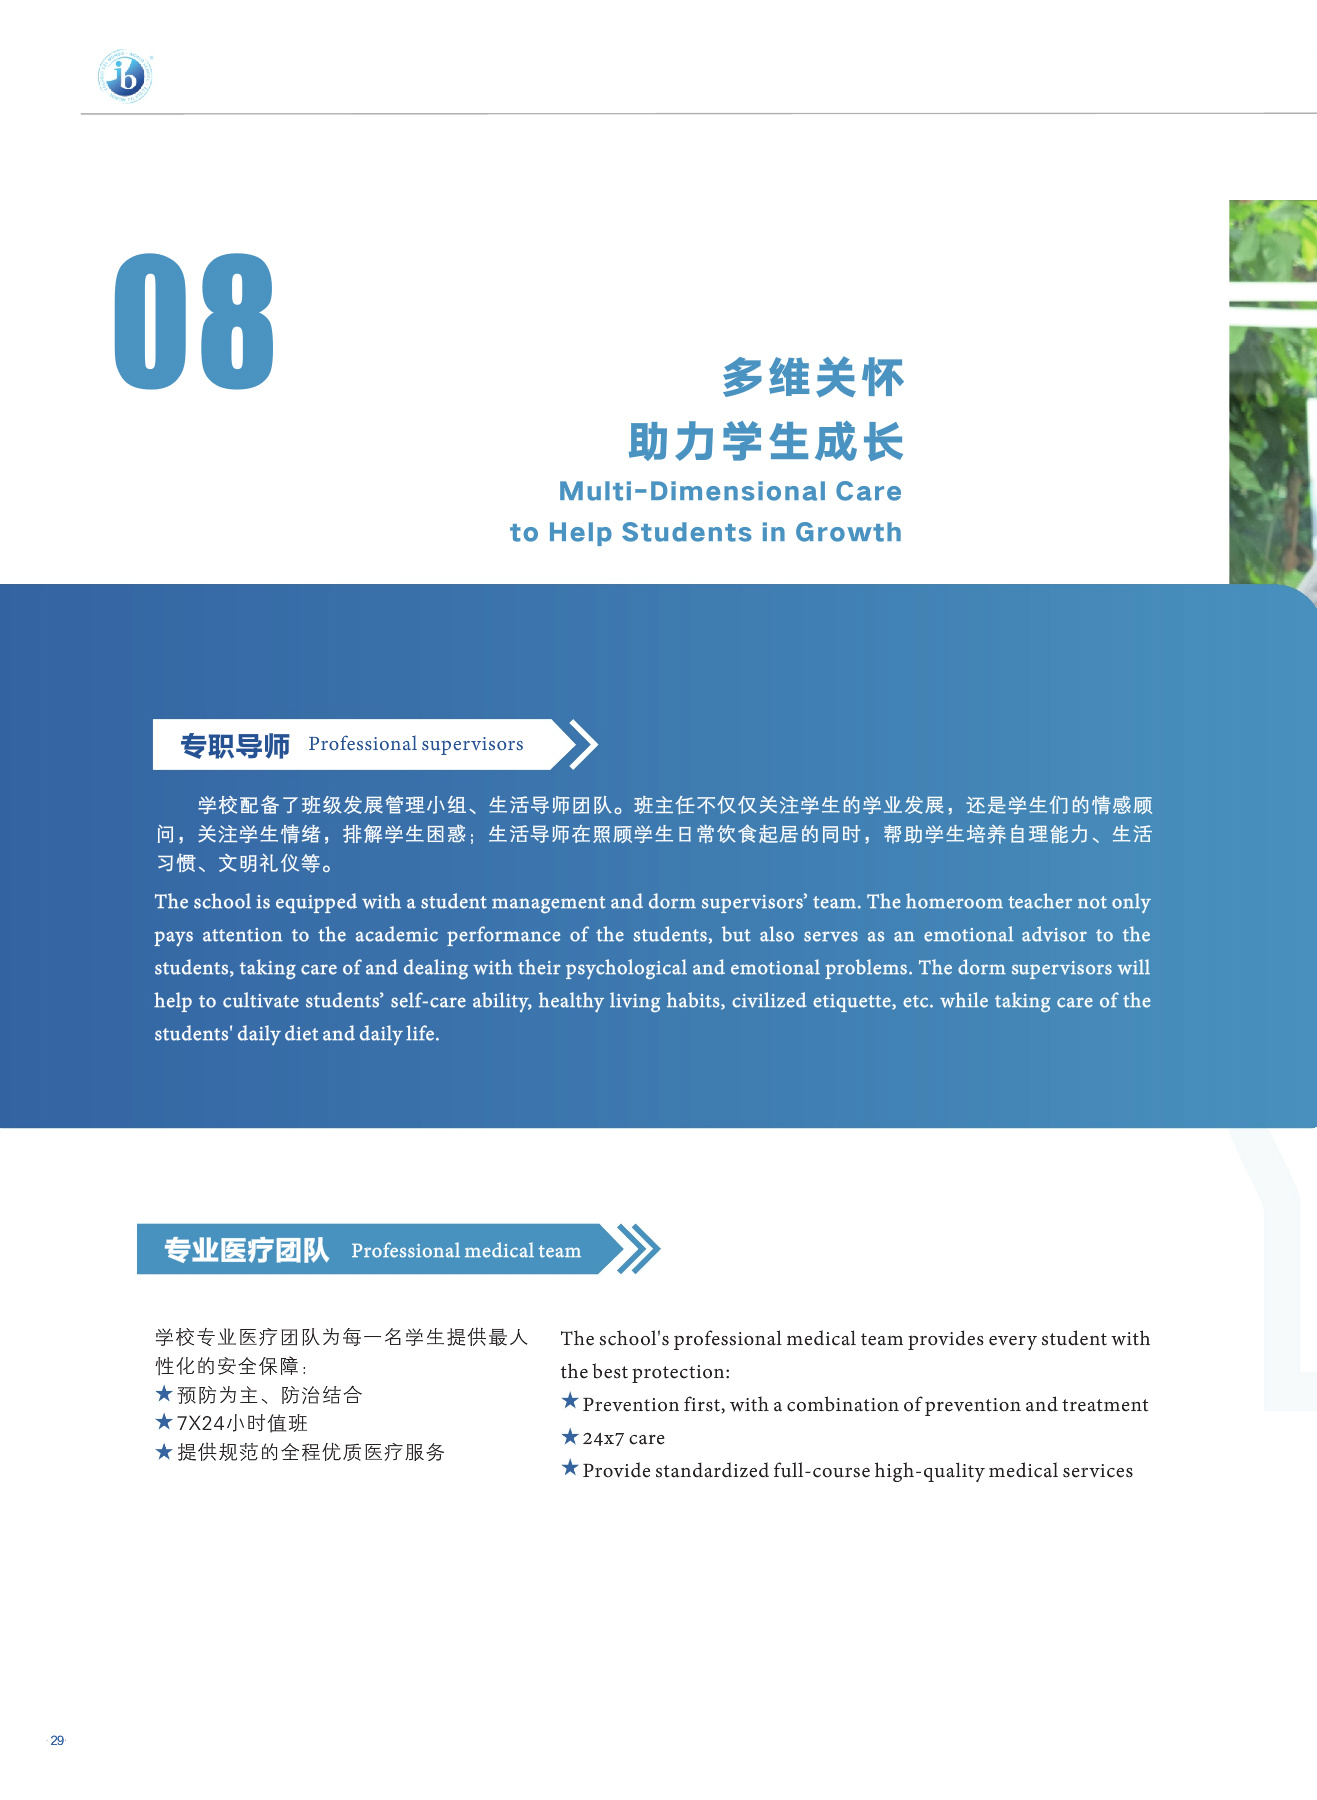 ib
08
多维关怀
助力学生成长
Multi-Dimensional Care
to Help Students in Growth
专职导师 Professional supervisors
学校配备了班级发展管理小组、生活导师团队。班主任不仅仅关注学生的学业发展，还是学生们的情感顾
问，关注学生情绪，排解学生困惑；生活导师在照顾学生日常饮食起居的同时，帮助学生培养自理能力、生活
习惯、文明礼仪等。
The school is equipped with a student management and dorm supervisors’ team. The homeroom teacher not only
pays attention to the academic performance of the students, but also serves as an emotional advisor to the
students, taking care of and dealing with their psychological and emotional problems. The dorm supervisors will
help to cultivate students’ self-care ability, healthy living habits, civilized etiquette, etc. while taking care of the
students' daily diet and daily life.
专业医疗团队 Professional medical team
学校专业医疗团队为每一名学生提供最人
性化的安全保障：
★预防为主、防治结合
★7X24小时值班
★提供规范的全程优质医疗服务
The school's professional medical team provides every student with
the best protection:
★Prevention first, with a combination of prevention and treatment
★24x7 care
★Provide standardized full-course high-quality medical services
29